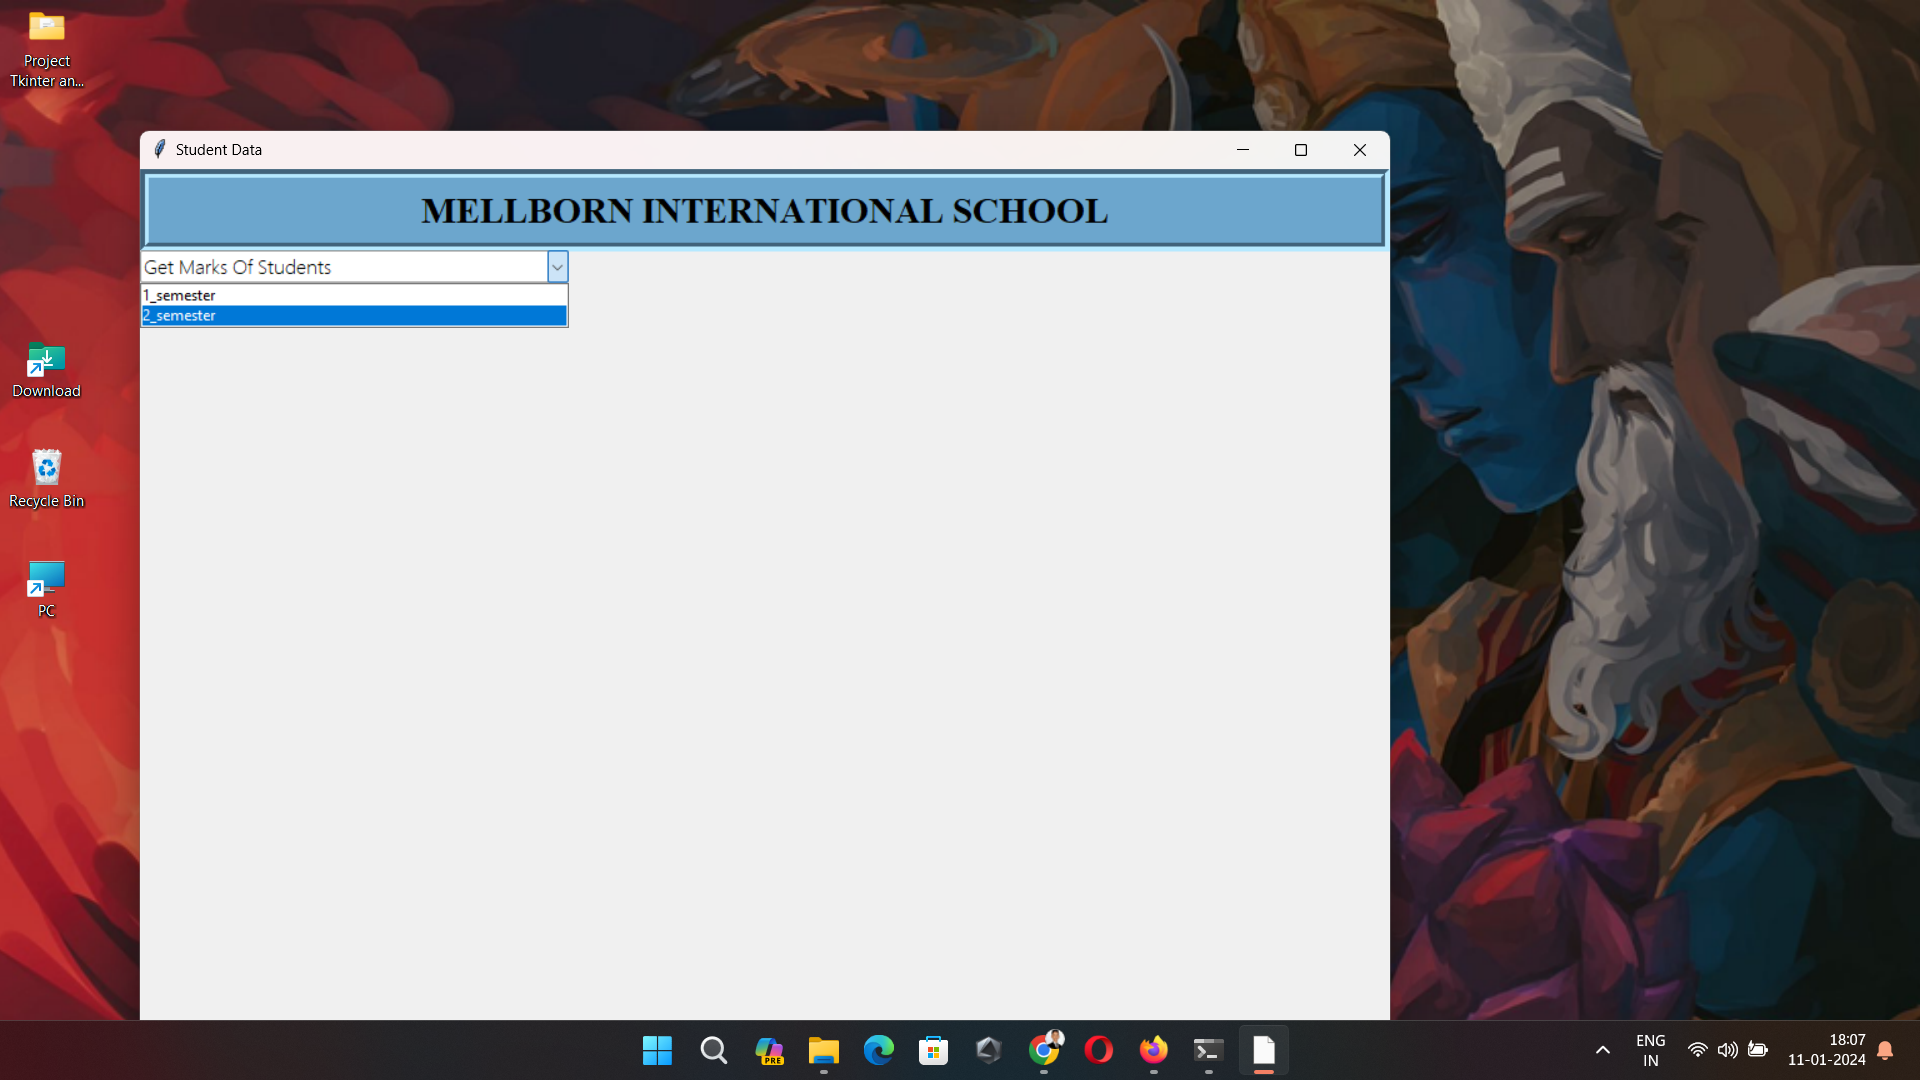 Project
Tkinter an...
Download
Recycle Bin
PC
Student Data
MELLBORN INTERNATIONAL SCHOOL
Get Marks Of Students
1_semester
2_semester
PRE
ENG
IN
18:07
11-01-2024